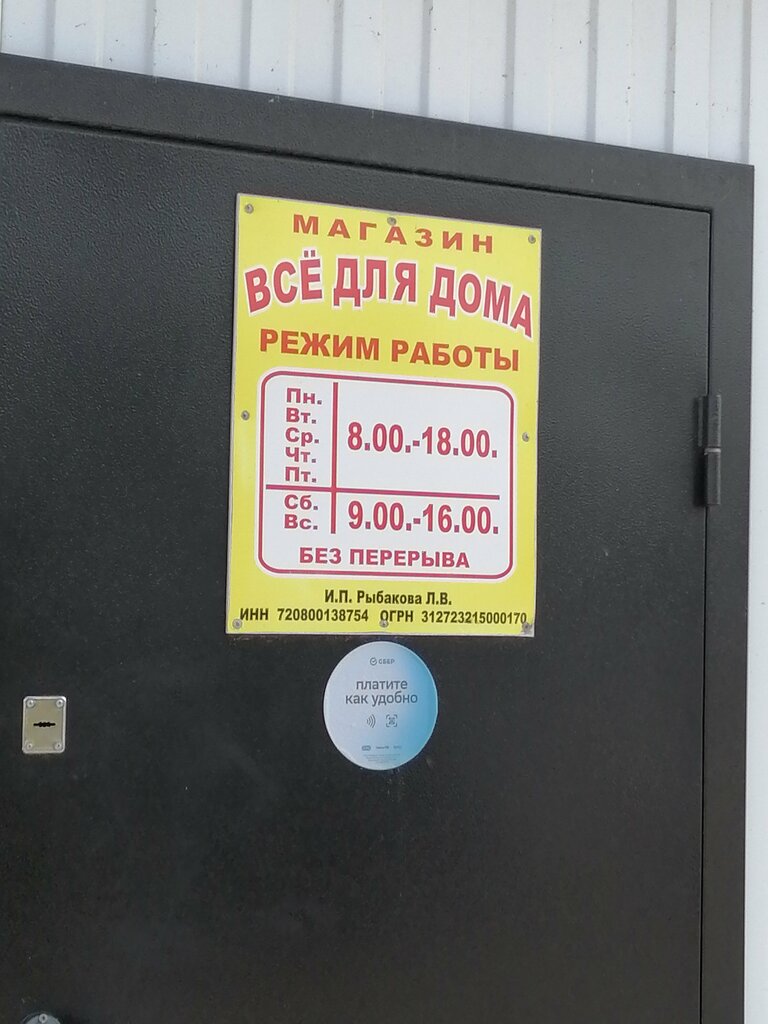 МАГАЗИН
ВСЁ ДЛЯ ДОМА
РЕЖИМ РАБОТЫ
Пн.
Вт.
Ср.
Чт.
Пт.
8.00.-18.00.
Сб.
Вс.
9.00.-16.00.
БЕЗ ПЕРЕРЫВА
И.П. Рыбакова Л.В.
ИНН 720800138754 ОГРН 312723215000170
СБЕР
платите
как удобно